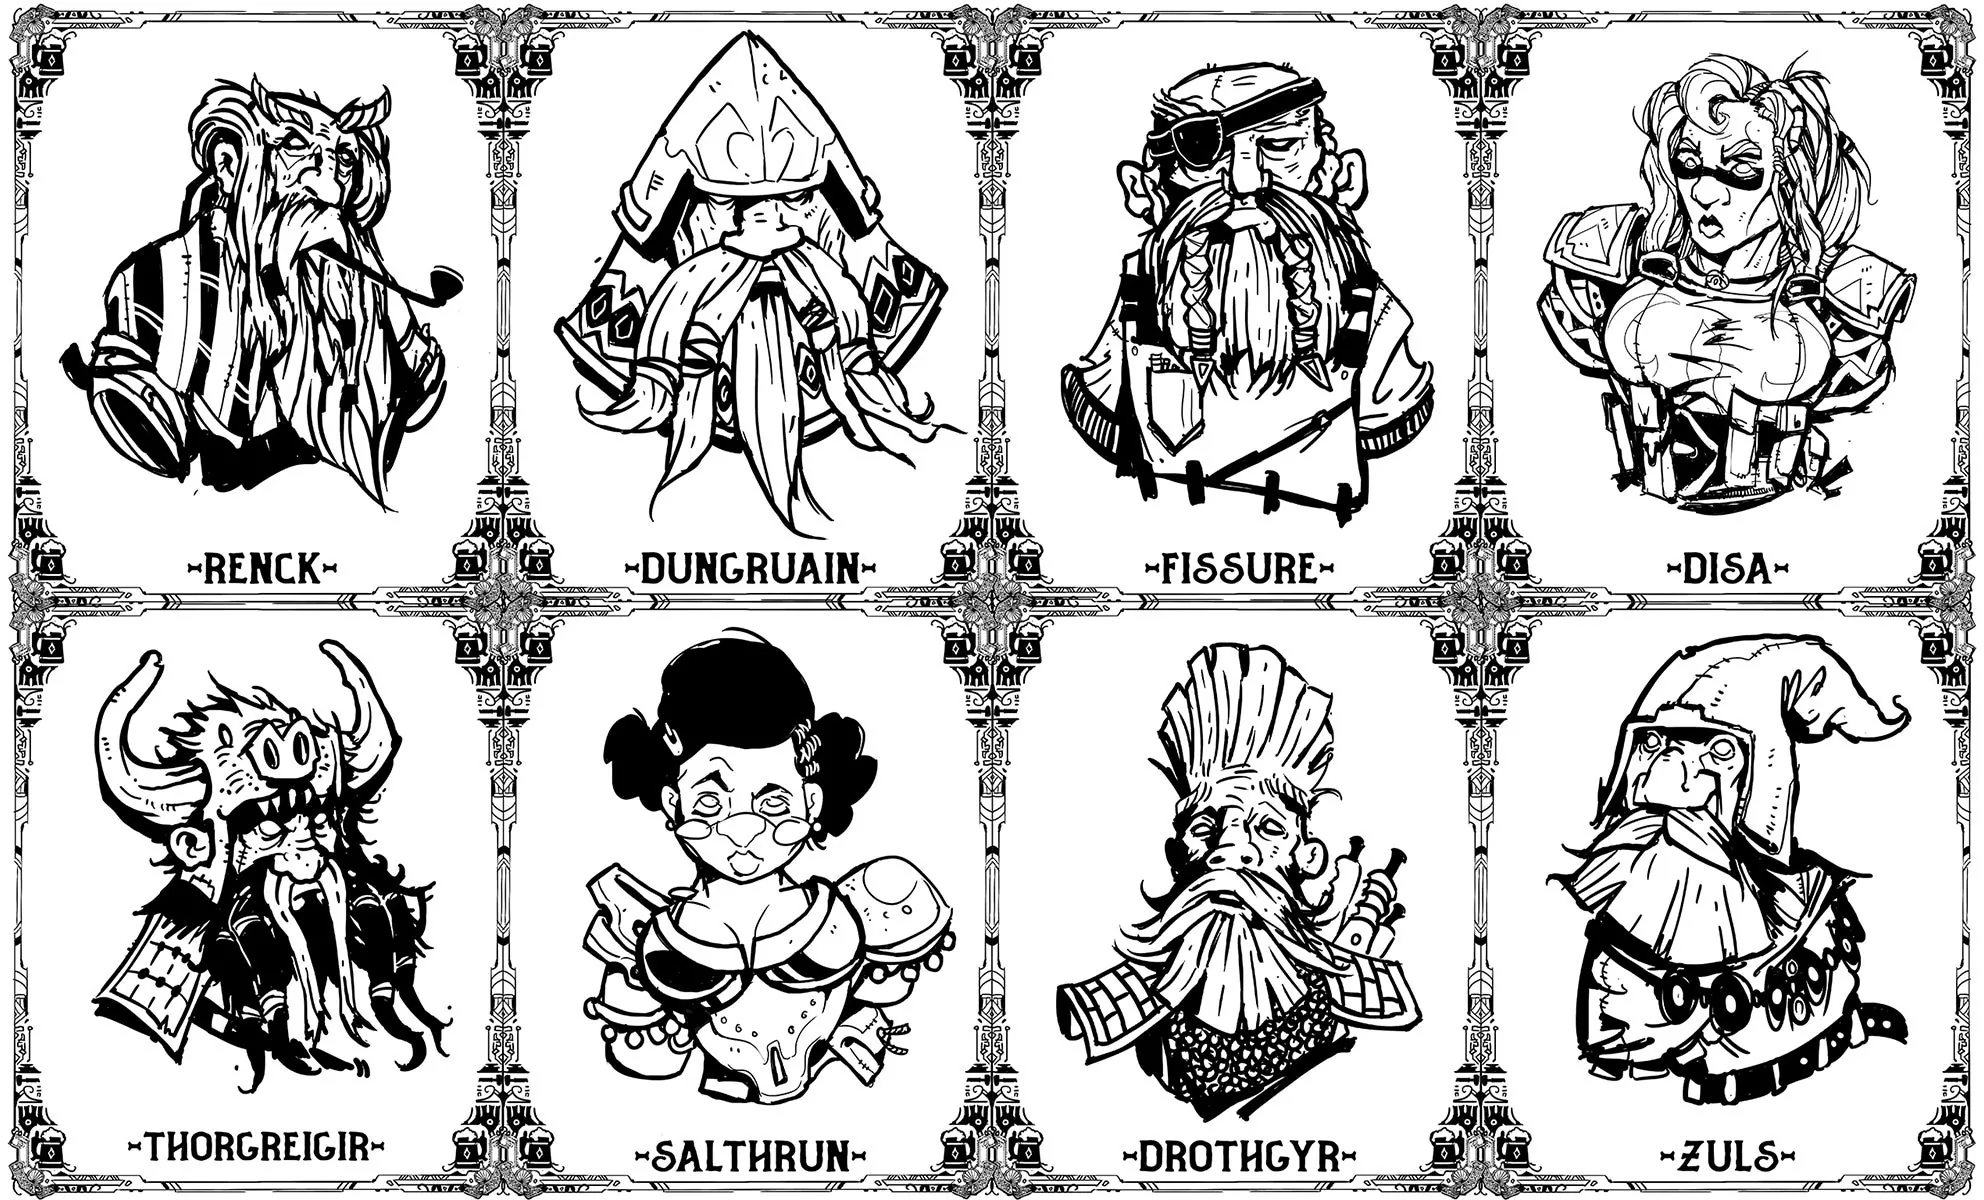 -RENCK-
-DUNGRUAIN-
-FISSURE-
-DISA-
-THORGREIGIR-
-SALTHRUN-
-DROTHGYR-
-ZULS-